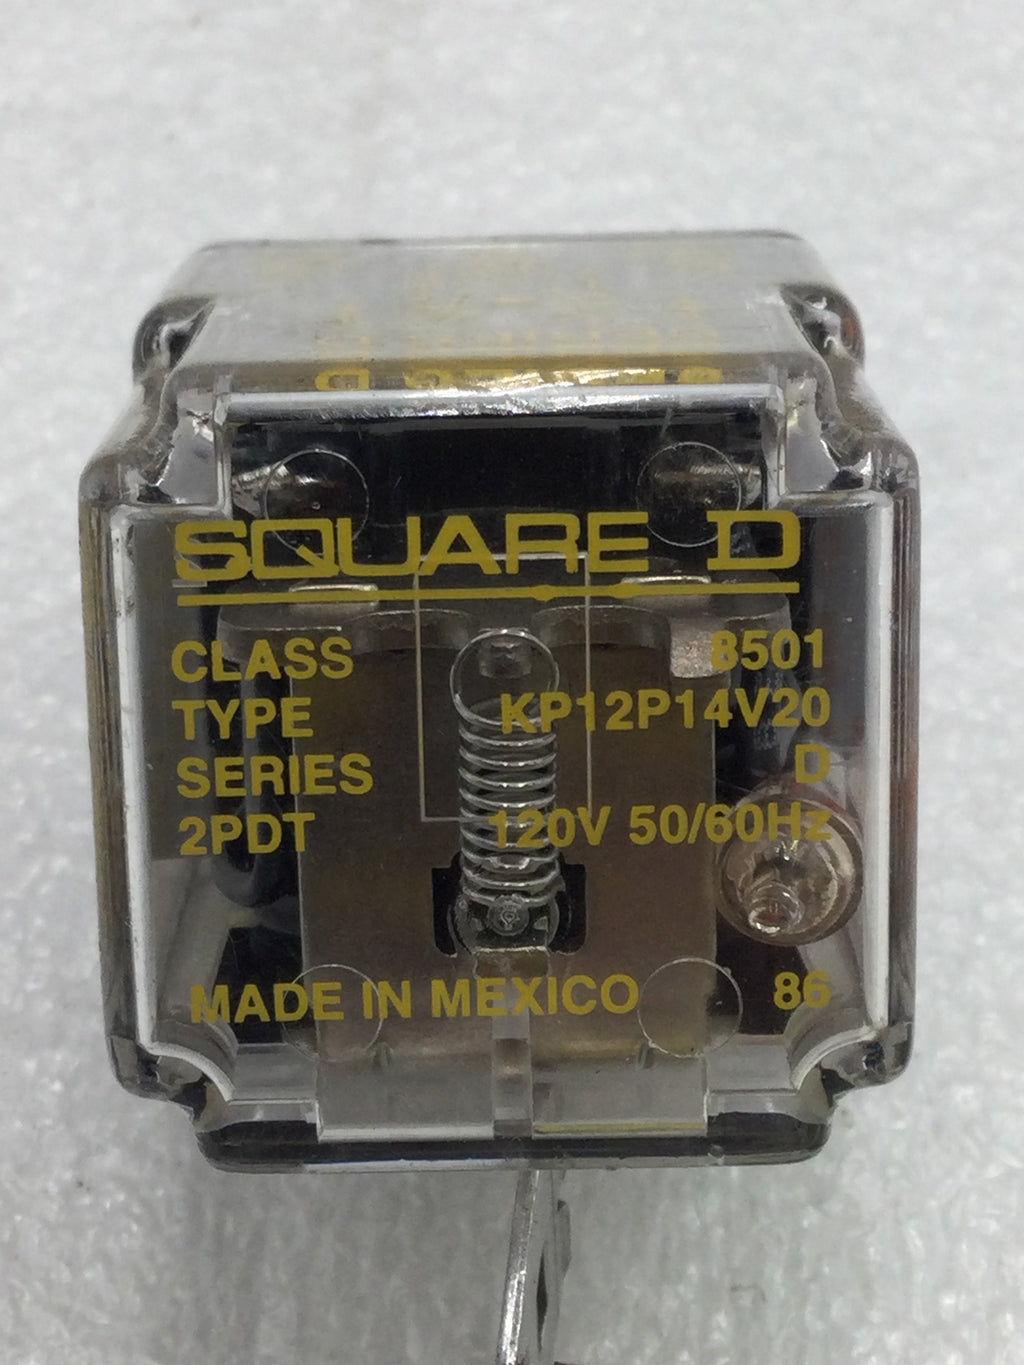 SQUARE D
CLASS 8501
TYPE KP12P14V20
SERIES D
2PDT 120V 50/60Hz
MADE IN MEXICO 86